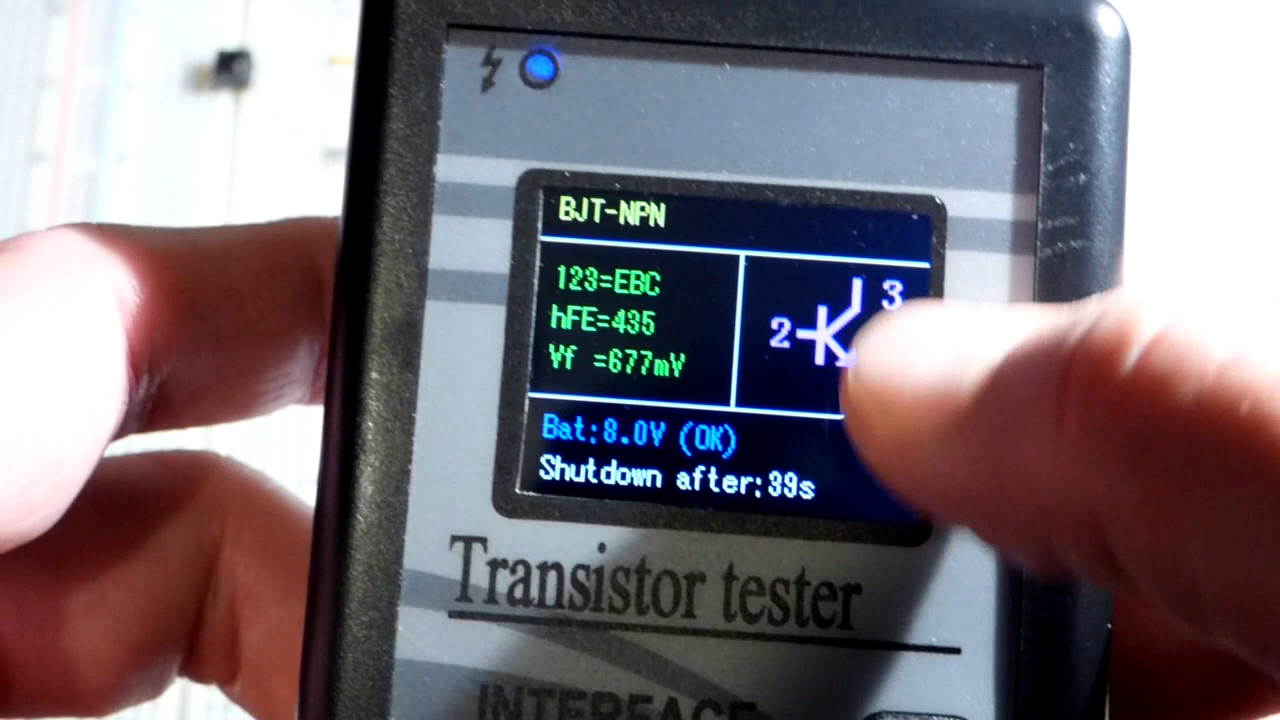 BJT-NPN
123=EBC
hFE=435
Vf =677mV
3
2
Bat:8.0V (OK)
Shutdown after:39s
Transistor tester
INTERFACE